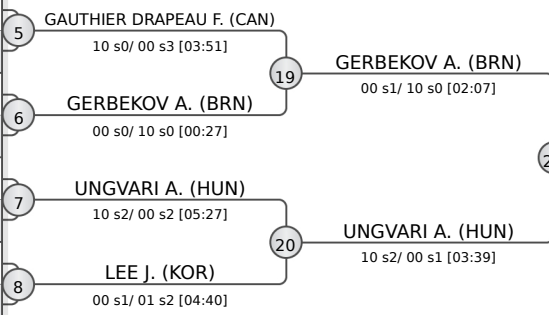 5
GAUTHIER DRAPEAU F. (CAN)
10 s0/ 00 s3 [03:51]
19
GERBEKOV A. (BRN)
00 s1/ 10 s0 [02:07]
6
GERBEKOV A. (BRN)
00 s0/ 10 s0 [00:27]
7
UNGVARI A. (HUN)
10 s2/ 00 s2 [05:27]
20
UNGVARI A. (HUN)
10 s2/ 00 s1 [03:39]
8
LEE J. (KOR)
00 s1/ 01 s2 [04:40]